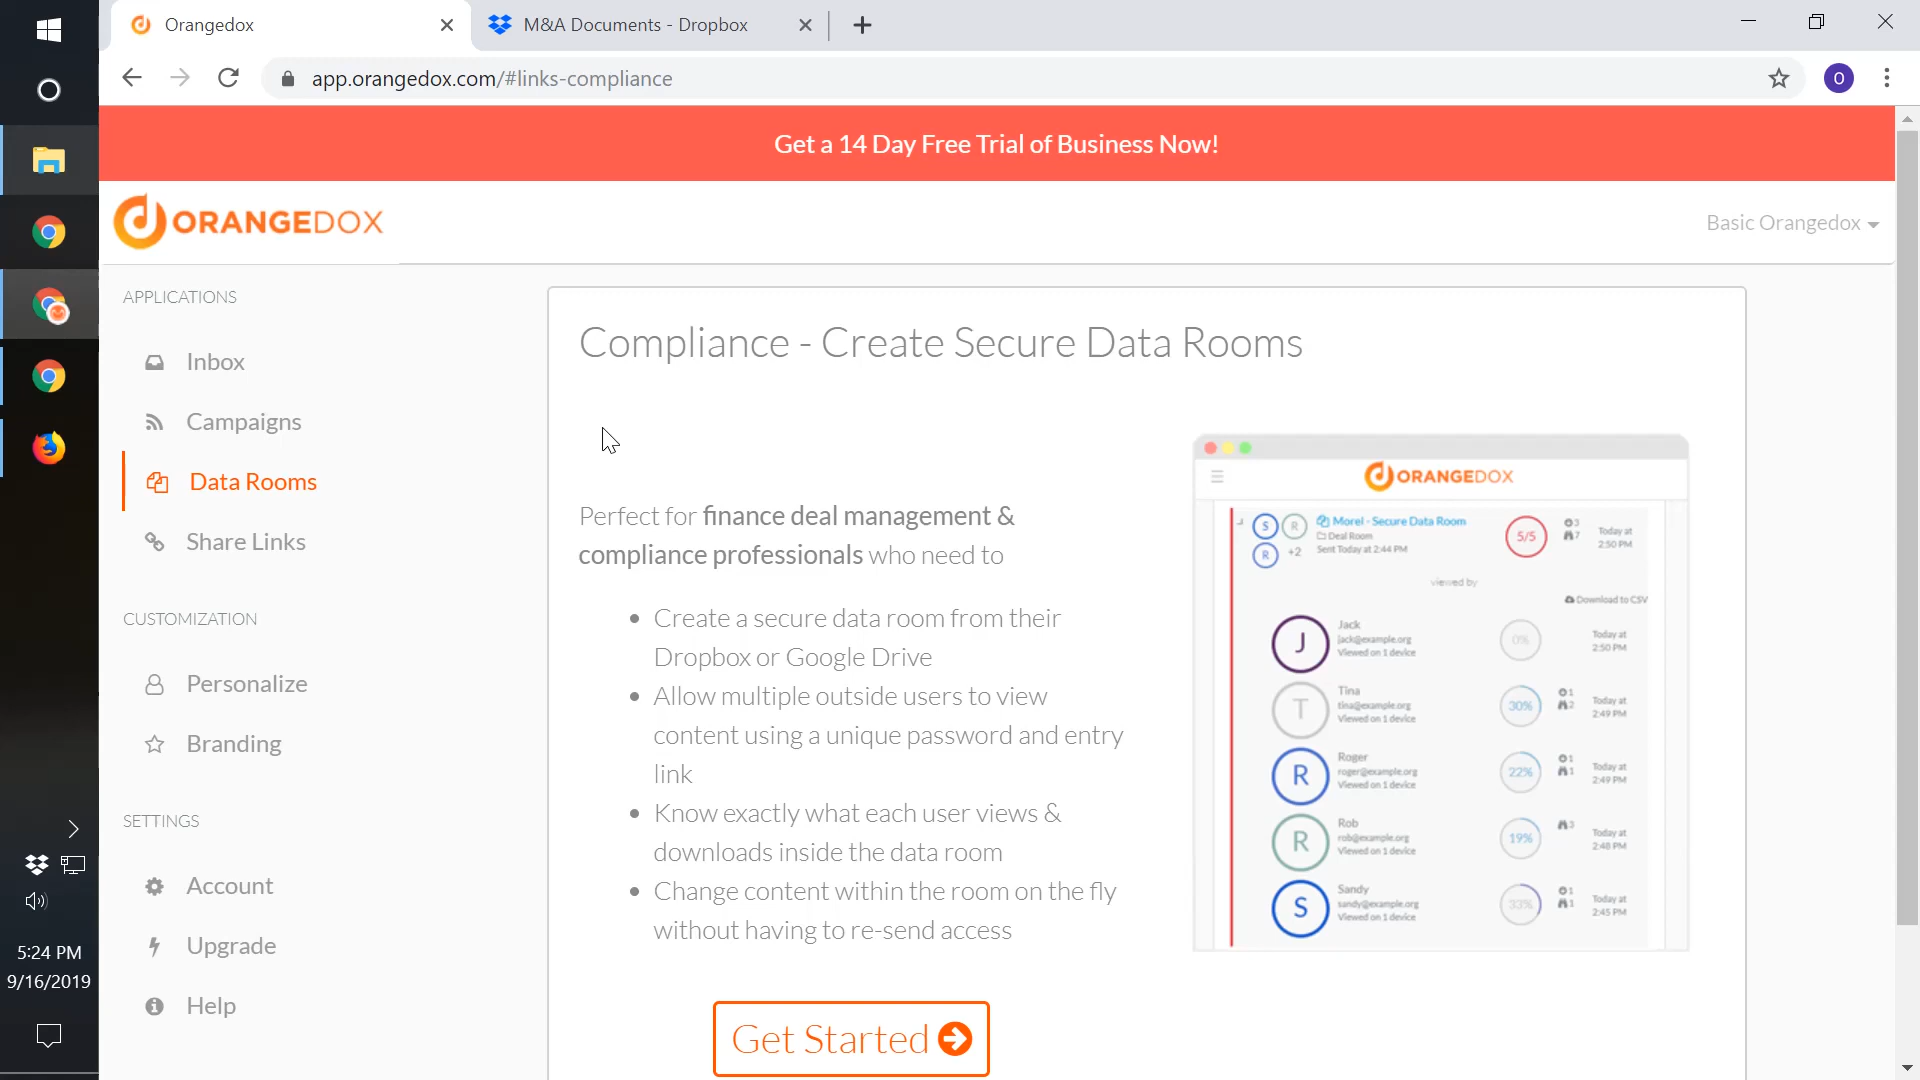 Orangedox
M&A Documents - Dropbox
app.orangedox.com/#links-compliance
O
Get a 14 Day Free Trial of Business Now!
ORANGEDOX
Basic Orangedox
APPLICATIONS
Inbox
Campaigns
Data Rooms
Share Links
CUSTOMIZATION
Personalize
Branding
SETTINGS
Account
Upgrade
Help
5:24 PM
9/16/2019
Compliance - Create Secure Data Rooms
Perfect for finance deal management &
compliance professionals who need to
• Create a secure data room from their
Dropbox or Google Drive
• Allow multiple outside users to view
content using a unique password and entry
link
• Know exactly what each user views &
downloads inside the data room
• Change content within the room on the fly
without having to re-send access
Get Started
ORANGEDOX
S R Morel - Secure Data Room
Deal Room
R +2 Sent Today at 2:44 PM
5/5
3
7
Today at
2:50 PM
viewed by
Download to CSV
J
Jack
jack@example.org
Viewed on 1 device
0%
Today at
2:50 PM
T
Tina
tina@example.org
Viewed on 1 device
30%
1
2
Today at
2:49 PM
R
Roger
roger@example.org
Viewed on 1 device
22%
1
1
Today at
2:49 PM
R
Rob
rob@example.org
Viewed on 1 device
19%
3
Today at
2:48 PM
S
Sandy
sandy@example.org
Viewed on 1 device
33%
1
1
Today at
2:45 PM